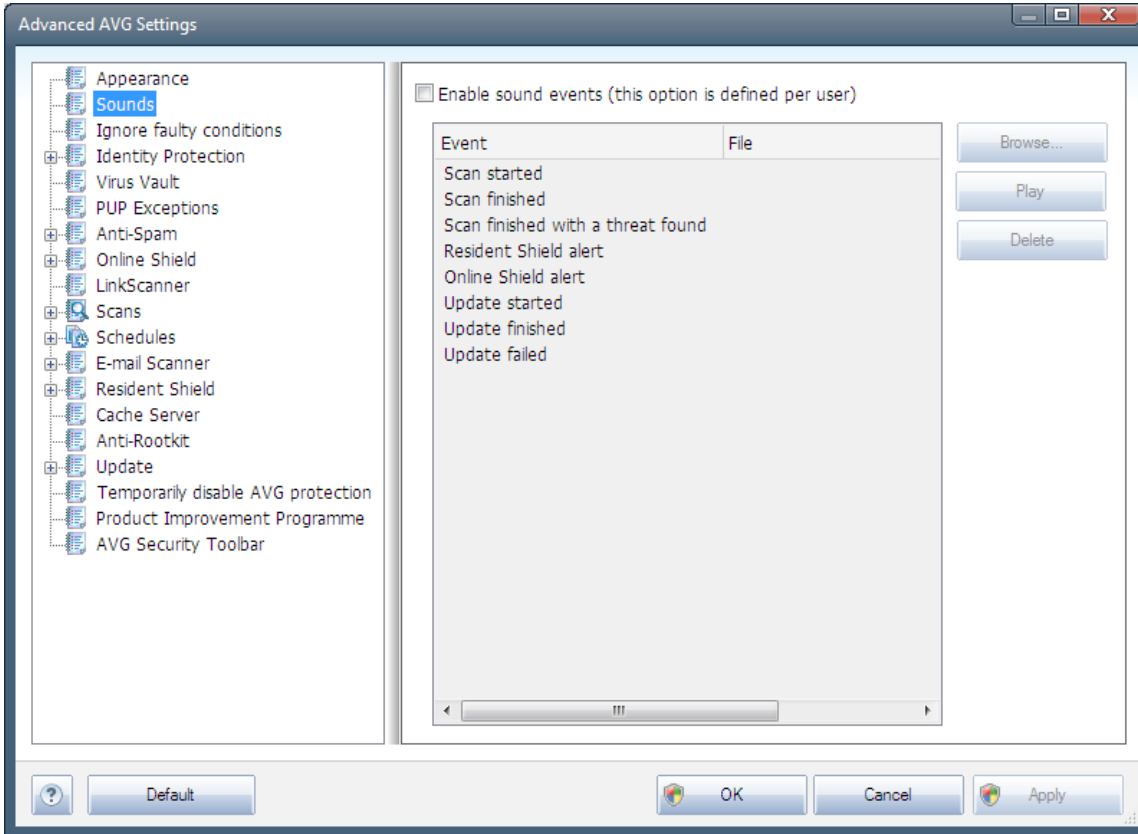 Advanced AVG Settings
Appearance
Sounds
Ignore faulty conditions
Identity Protection
Virus Vault
PUP Exceptions
Anti-Spam
Online Shield
LinkScanner
Scans
Schedules
E-mail Scanner
Resident Shield
Cache Server
Anti-Rootkit
Update
Temporarily disable AVG protection
Product Improvement Programme
AVG Security Toolbar
Enable sound events (this option is defined per user)
Event File
Scan started
Scan finished
Scan finished with a threat found
Resident Shield alert
Online Shield alert
Update started
Update finished
Update failed
Browse...
Play
Delete
? Default OK Cancel Apply